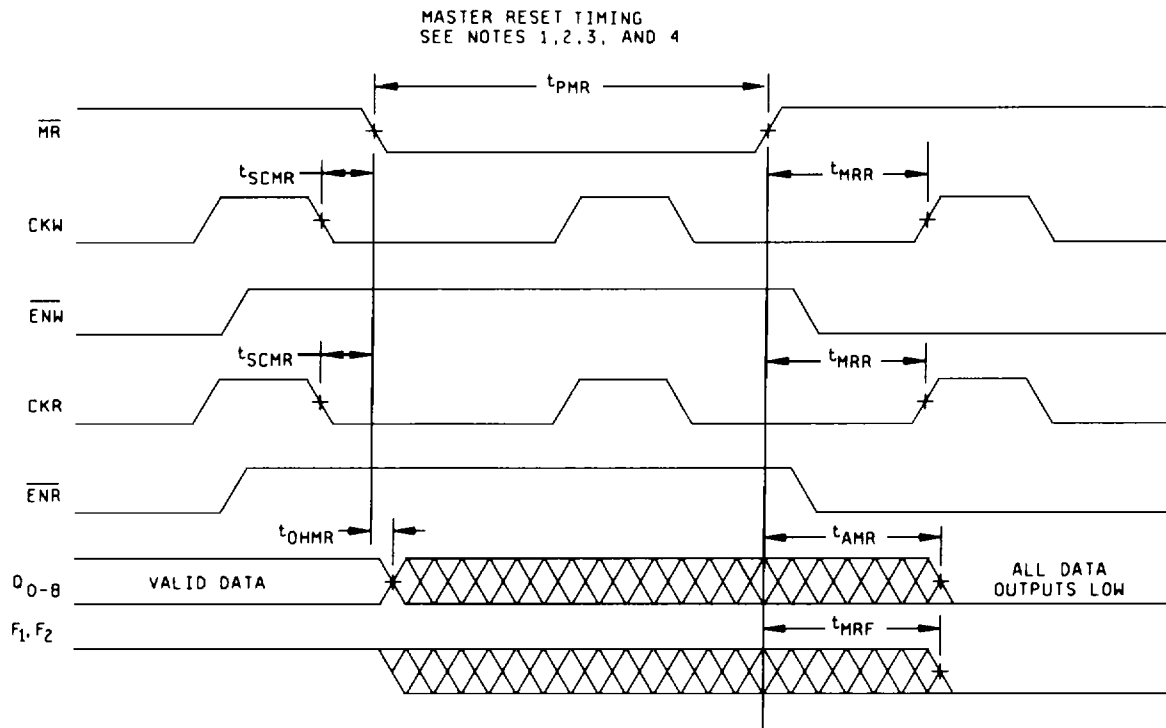 MASTER RESET TIMING
SEE NOTES 1,2,3, AND 4
tPMR
MR
tSCMR
tMRR
CKW
ENW
tSCMR
tMRR
CKR
ENR
tOHMR
tAMR
Q0-8
VALID DATA
ALL DATA
OUTPUTS LOW
F1, F2
tMRF